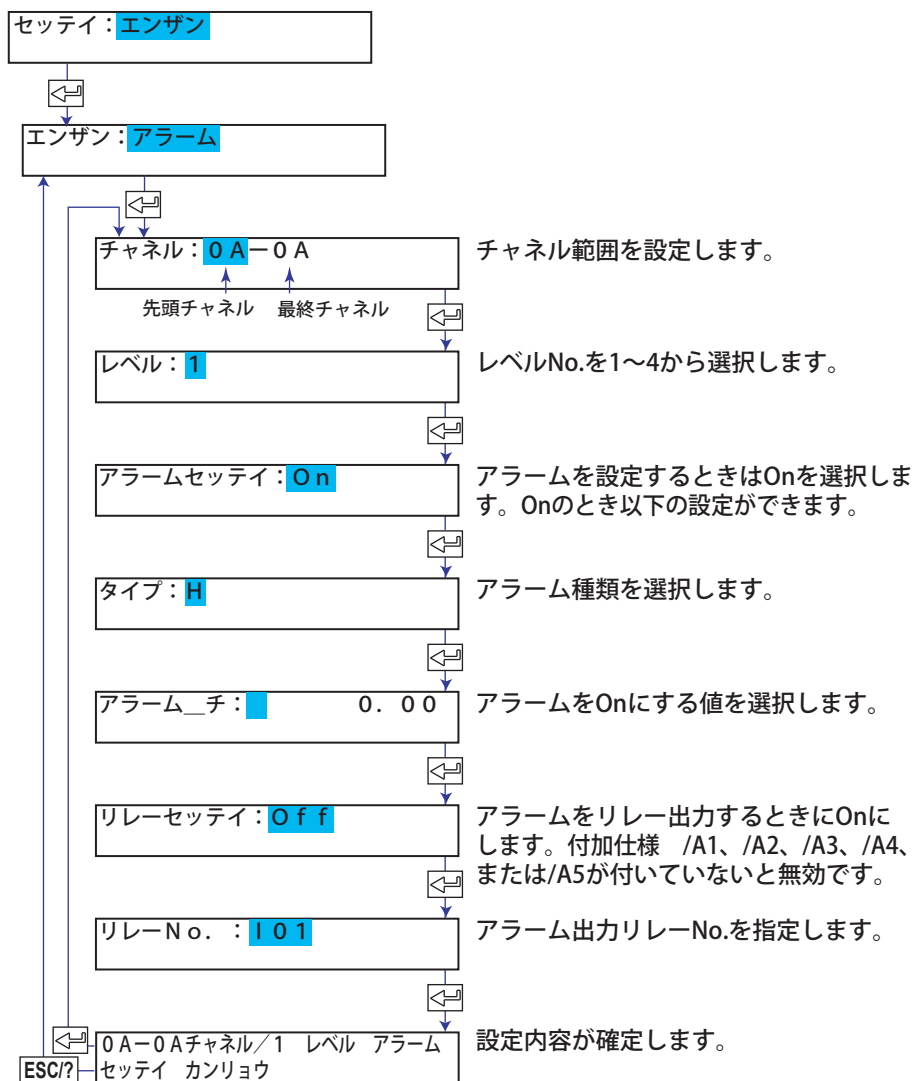 セッテイ：エンザン
エンザン：アラーム
チャネル：０Ａ－０Ａ
チャネル範囲を設定します。
先頭チャネル 最終チャネル
レベル：1
レベルNo.を1～4から選択します。
アラームセッテイ：Ｏｎ
アラームを設定するときはOnを選択しま
す。Onのとき以下の設定ができます。
タイプ：H
アラーム種類を選択します。
アラーム＿チ： ０．００
アラームをOnにする値を選択します。
リレーセッテイ：Ｏｆｆ
アラームをリレー出力するときにOnに
します。付加仕様 /A1、/A2、/A3、/A4、
または/A5が付いていないと無効です。
リレーＮｏ．：Ｉ０１
アラーム出力リレーNo.を指定します。
０Ａ－０Ａチャネル／1 レベル アラーム
セッテイ カンリョウ
設定内容が確定します。
ESC/?